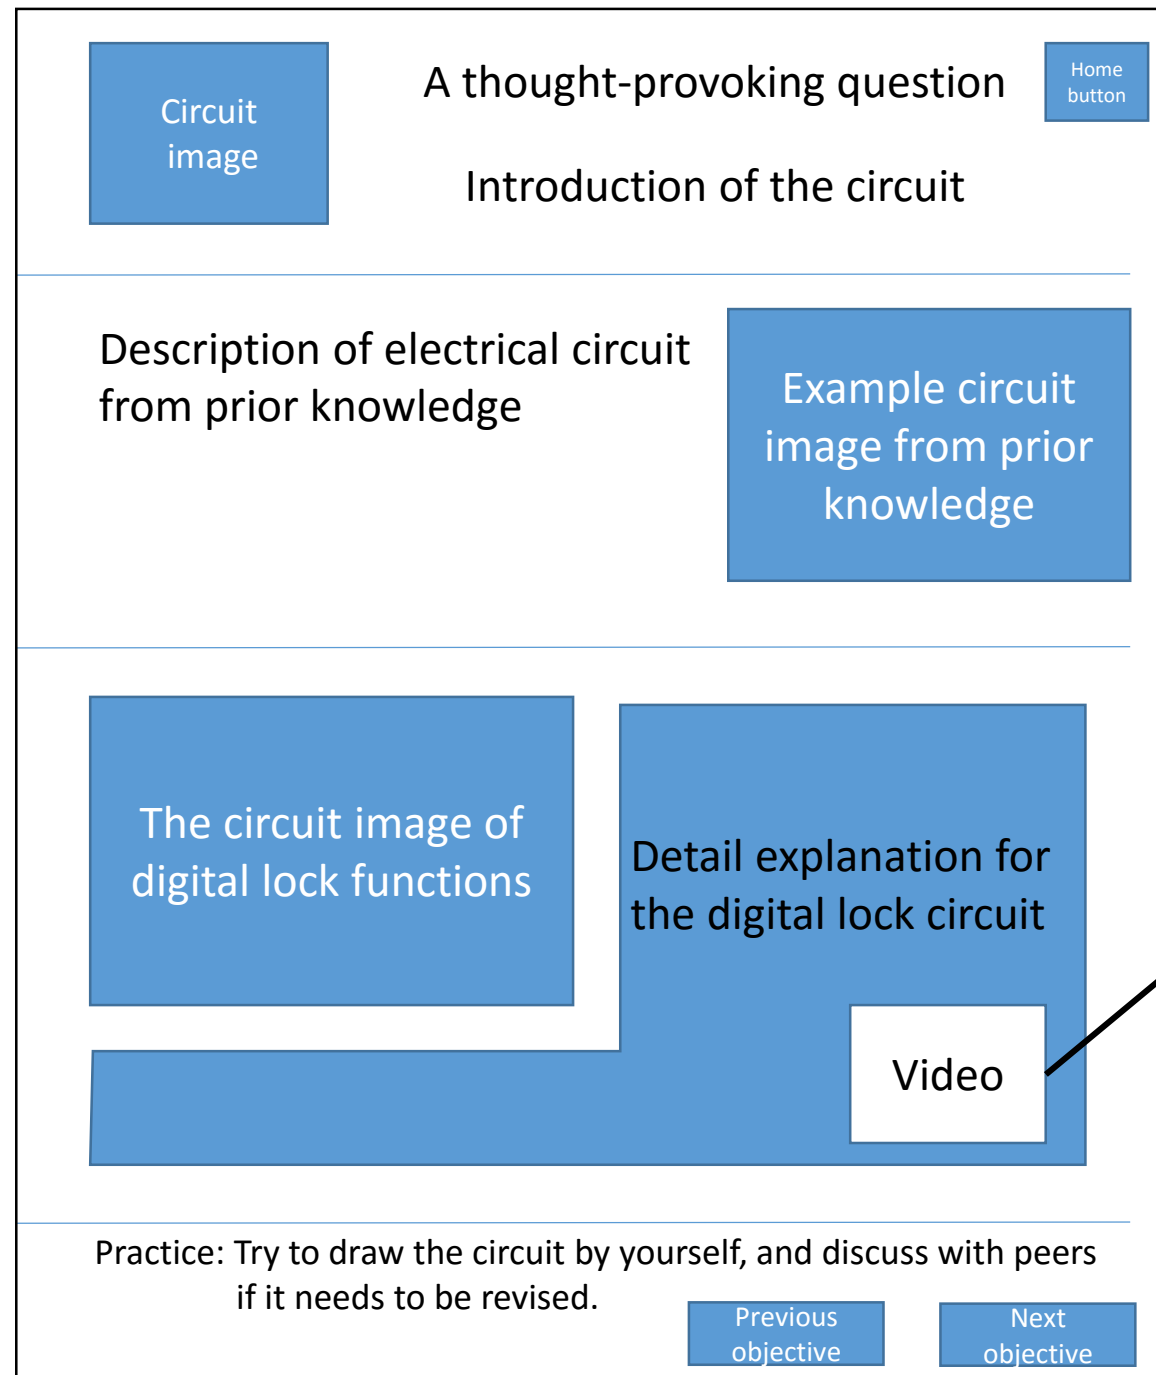 Circuit
image
A thought-provoking question
Home
button
Introduction of the circuit
Description of electrical circuit
from prior knowledge
Example circuit
image from prior
knowledge
The circuit image of
digital lock functions
Detail explanation for
the digital lock circuit
Video
Practice: Try to draw the circuit by yourself, and discuss with peers
if it needs to be revised.
Previous
objective
Next
objective